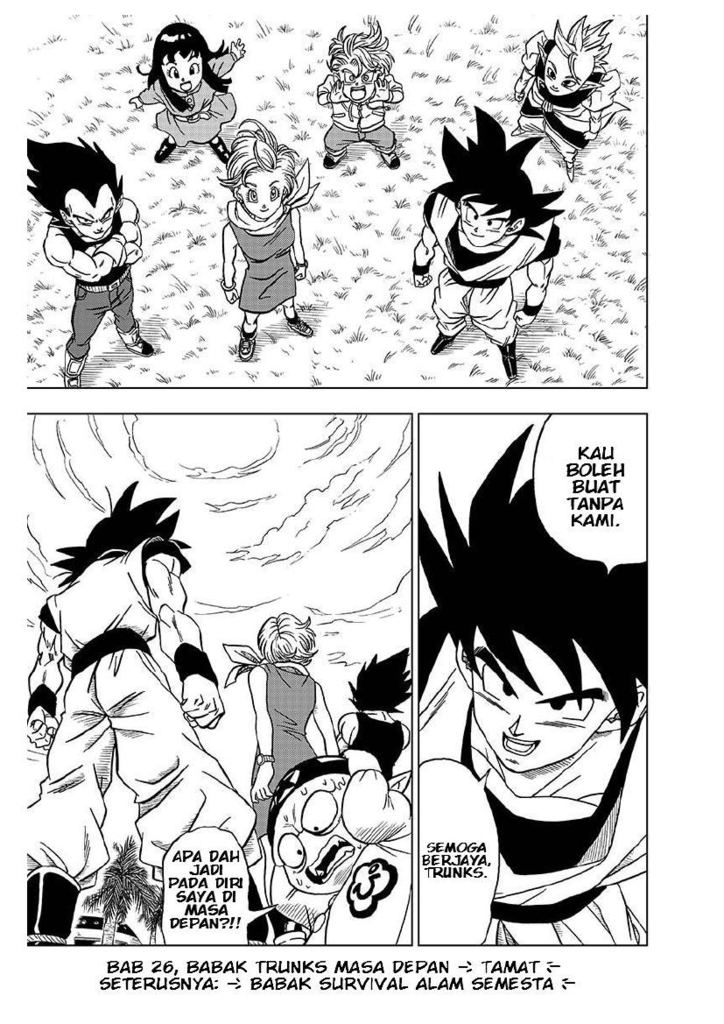 KAU
BOLEH
BUAT
TANPA
KAMI.
SEMOGA
BERJAYA,
TRUNKS.
APA DAH
JADI
PADA DIRI
SAYA DI
MASA
DEPAN?!!
BAB 26, BABAK TRUNKS MASA DEPAN -> TAMAT <-
SETERUSNYA: -> BABAK SURVIVAL ALAM SEMESTA <-